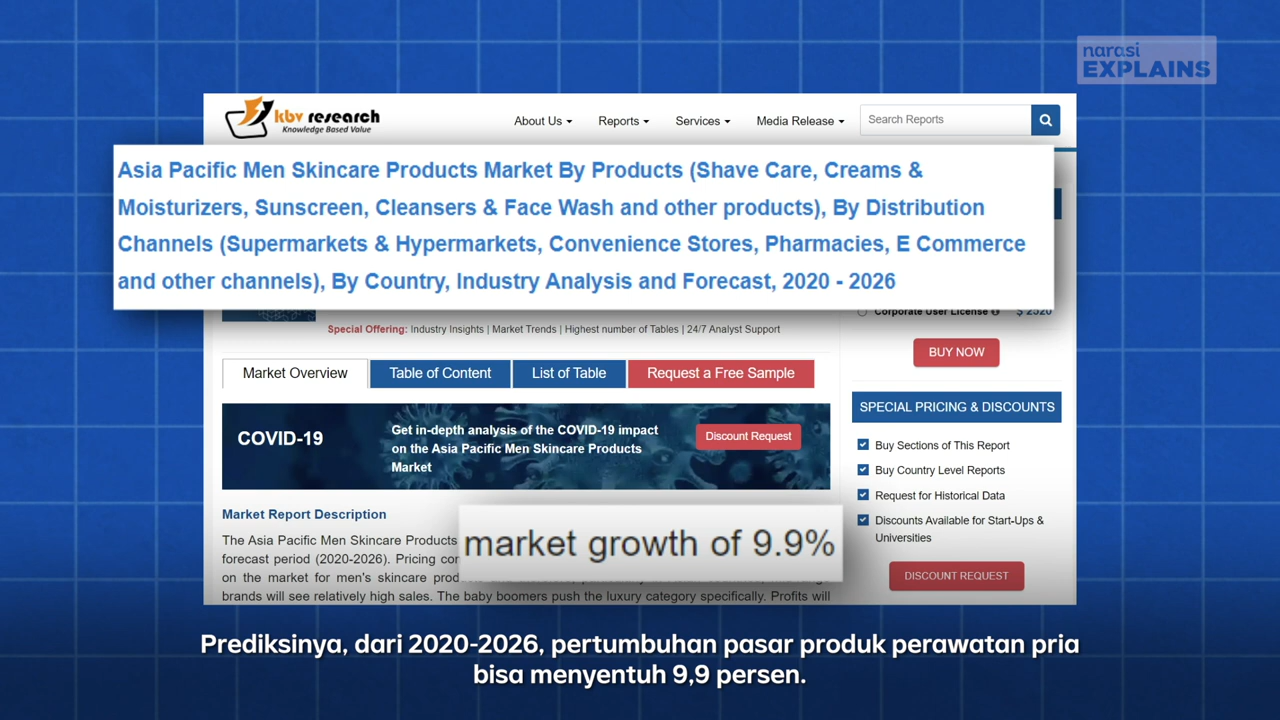 narasi
EXPLAINS
kbv research
Knowledge Based Value
About Us
Reports
Services
Media Release
Search Reports
Asia Pacific Men Skincare Products Market By Products (Shave Care, Creams &
Moisturizers, Sunscreen, Cleansers & Face Wash and other products), By Distribution
Channels (Supermarkets & Hypermarkets, Convenience Stores, Pharmacies, E Commerce
and other channels), By Country, Industry Analysis and Forecast, 2020 - 2026
Corporate User License $ 2520
Special Offering: Industry Insights | Market Trends | Highest number of Tables | 24/7 Analyst Support
BUY NOW
Market Overview
Table of Content
List of Table
Request a Free Sample
SPECIAL PRICING & DISCOUNTS
COVID-19
Get in-depth analysis of the COVID-19 impact
on the Asia Pacific Men Skincare Products
Market
Discount Request
Buy Sections of This Report
Buy Country Level Reports
Request for Historical Data
Discounts Available for Start-Ups &
Universities
DISCOUNT REQUEST
Market Report Description
The Asia Pacific Men Skincare Products
forecast period (2020-2026). Pricing
on the market for men's skincare
brands will see relatively high sales. The baby boomers push the luxury category specifically. Profits will
market growth of 9.9%
Prediksinya, dari 2020-2026, pertumbuhan pasar produk perawatan pria
bisa menyentuh 9,9 persen.